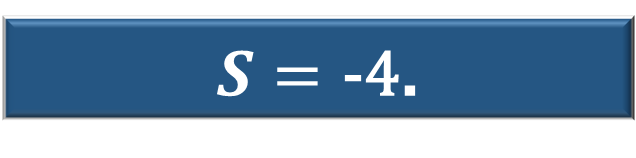 S = -4.